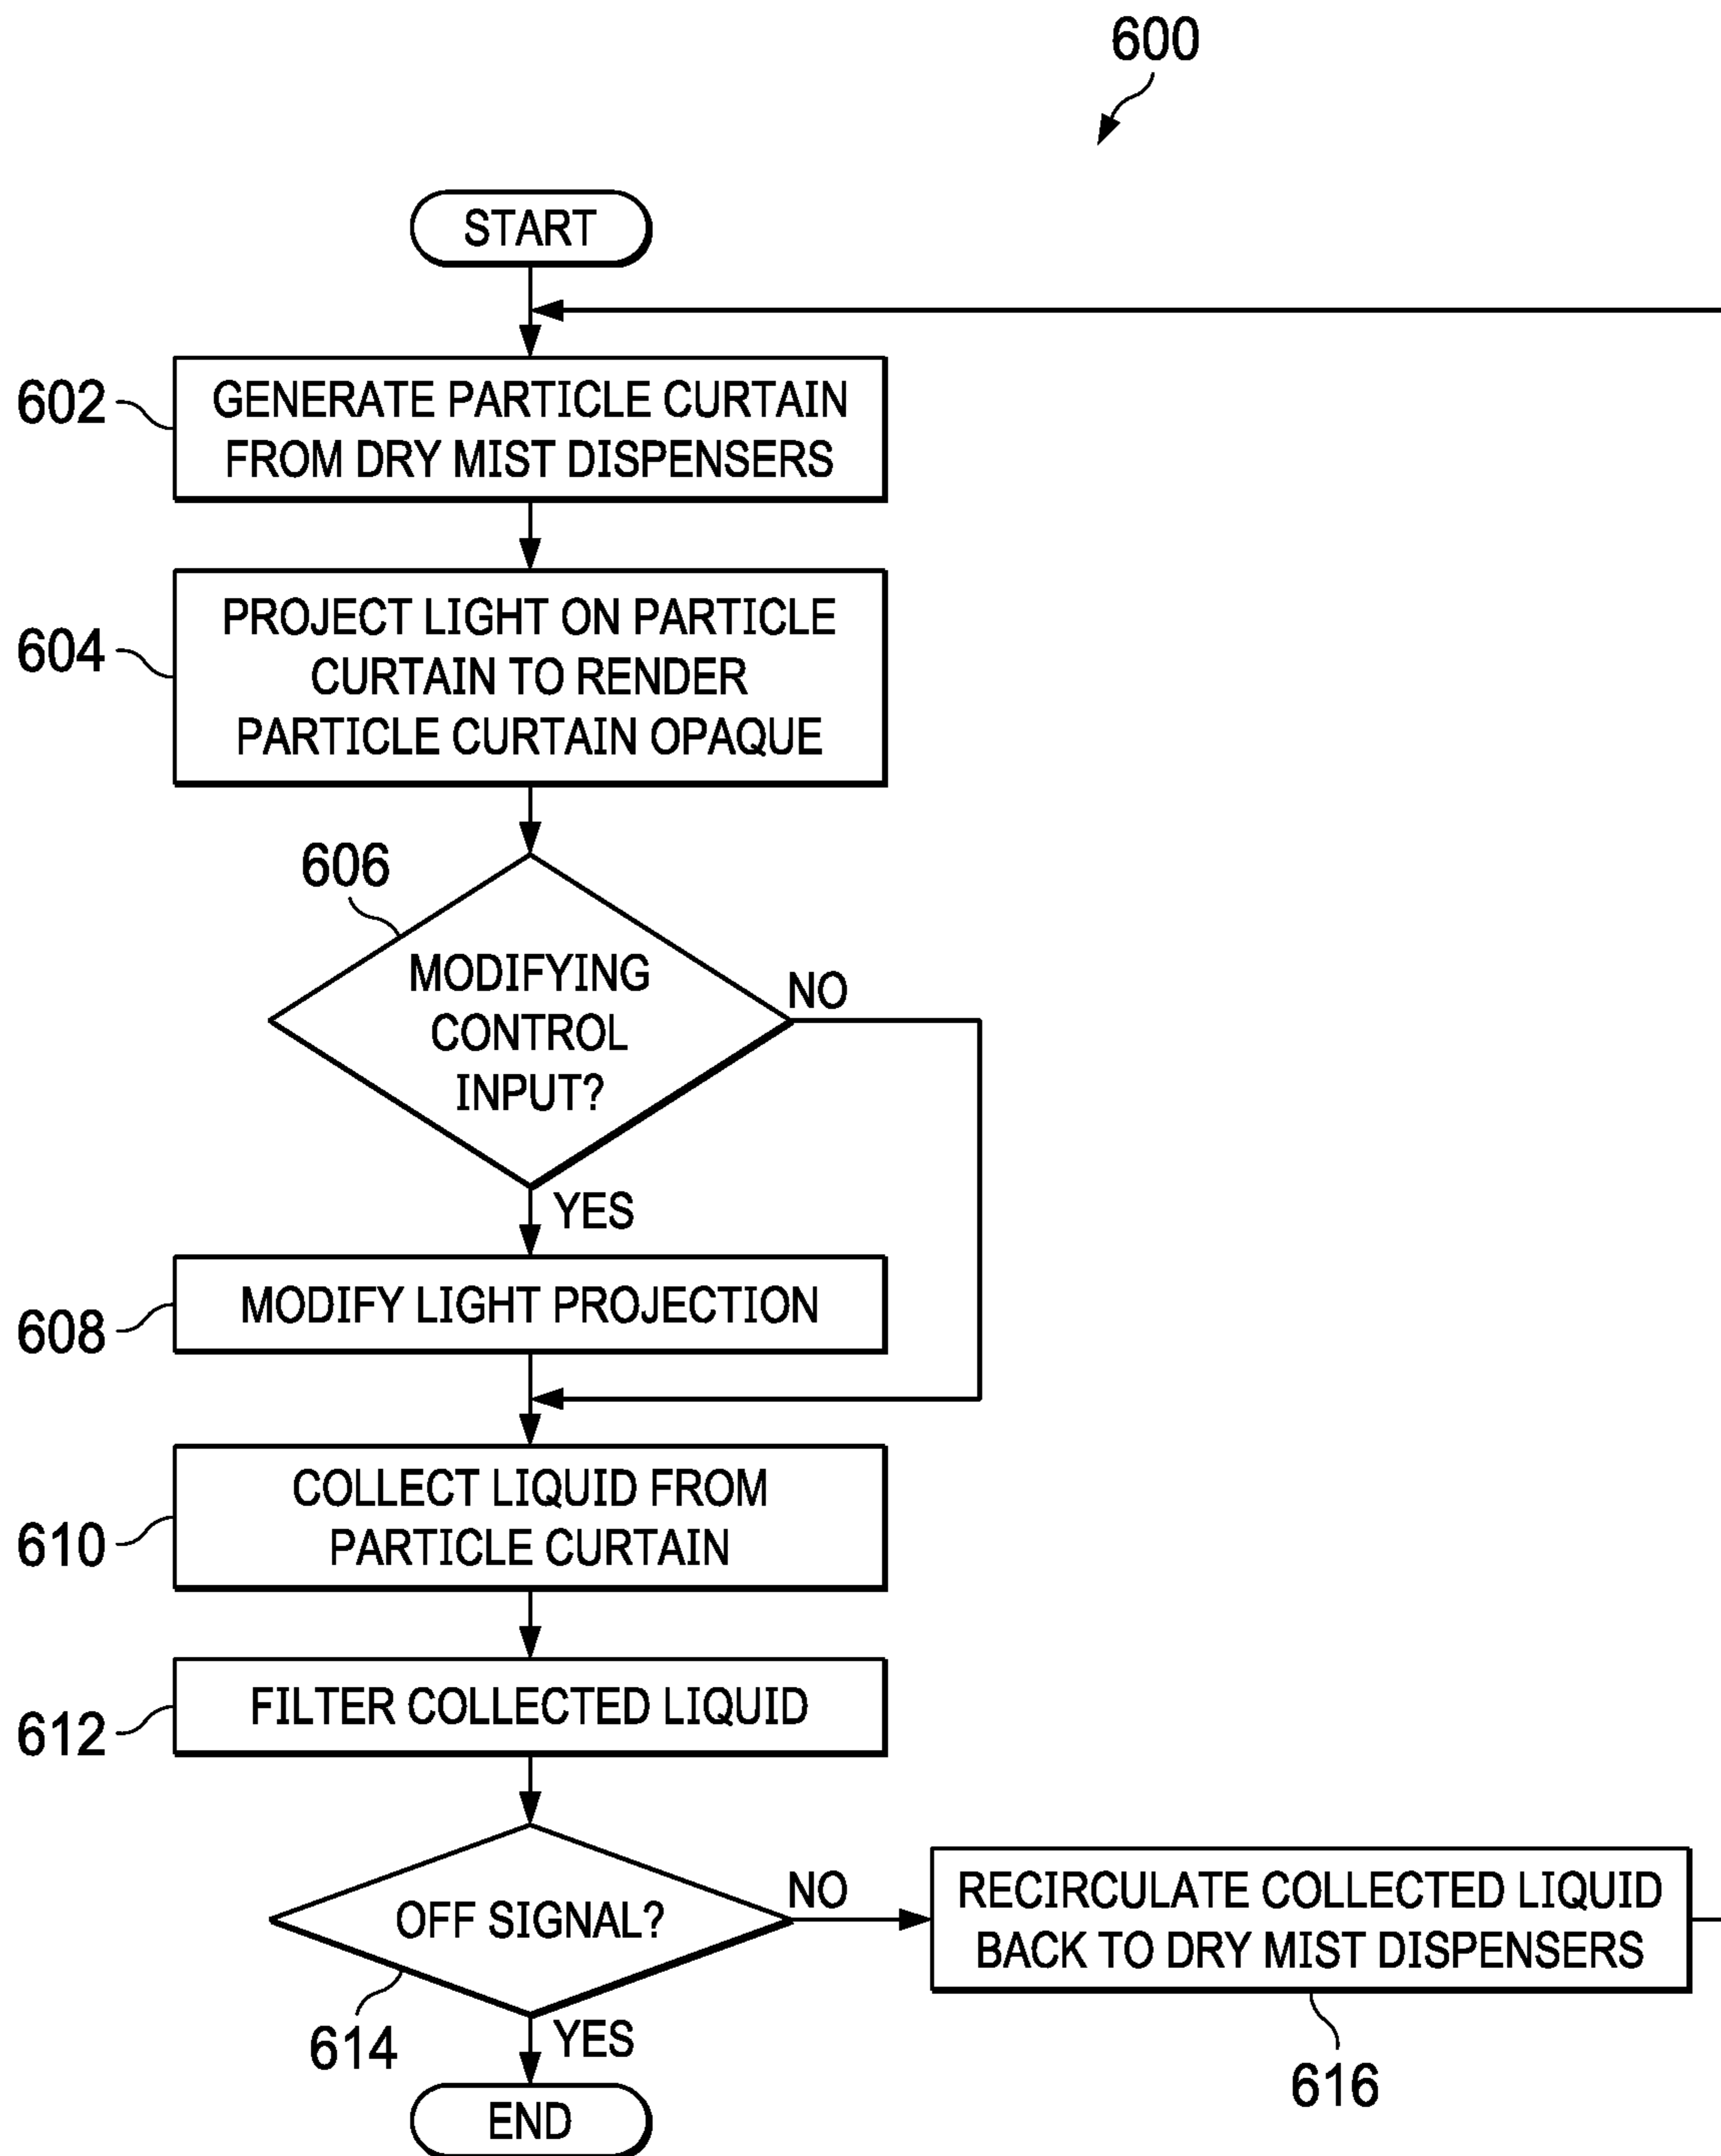 600
START
602
GENERATE PARTICLE CURTAIN
FROM DRY MIST DISPENSERS
604
PROJECT LIGHT ON PARTICLE
CURTAIN TO RENDER
PARTICLE CURTAIN OPAQUE
606
MODIFYING
CONTROL
INPUT?
NO
YES
608
MODIFY LIGHT PROJECTION
610
COLLECT LIQUID FROM
PARTICLE CURTAIN
612
FILTER COLLECTED LIQUID
614
OFF SIGNAL?
NO
YES
616
RECIRCULATE COLLECTED LIQUID
BACK TO DRY MIST DISPENSERS
END